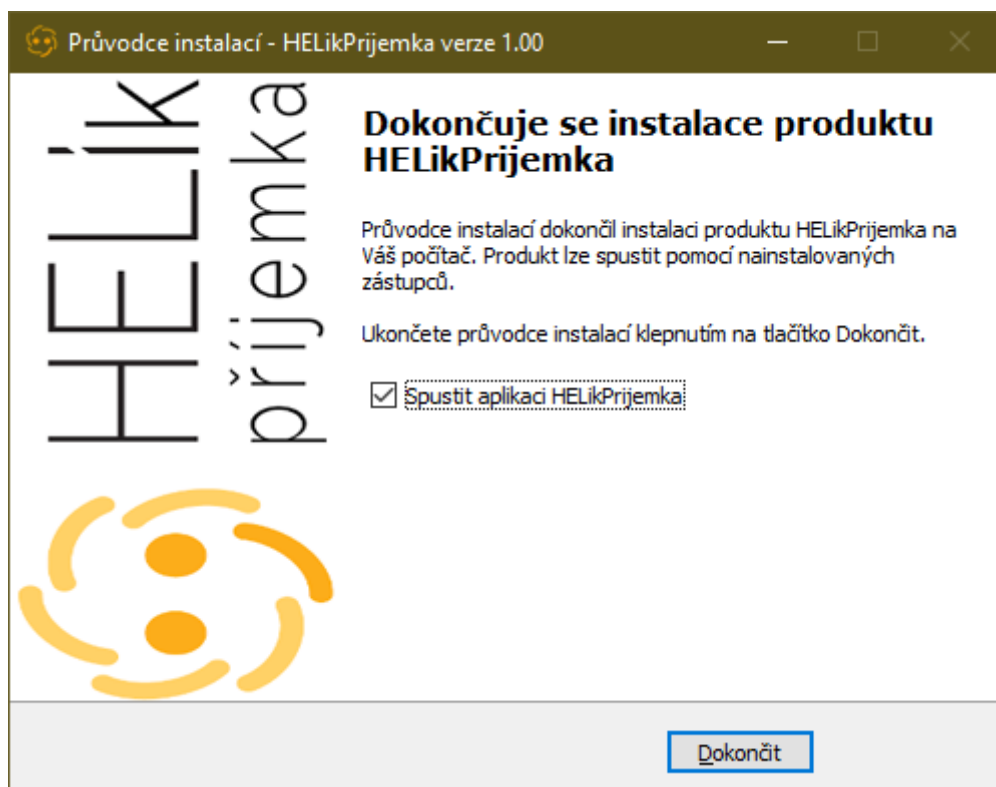 Průvodce instalací - HELikPrijemka verze 1.00
HELik
příjemka
Dokončuje se instalace produktu
HELikPrijemka
Průvodce instalací dokončil instalaci produktu HELikPrijemka na
Váš počítač. Produkt lze spustit pomocí nainstalovaných
zástupců.
Ukončete průvodce instalací klepnutím na tlačítko Dokončit.
Spustit aplikaci HELikPrijemka
Dokončit